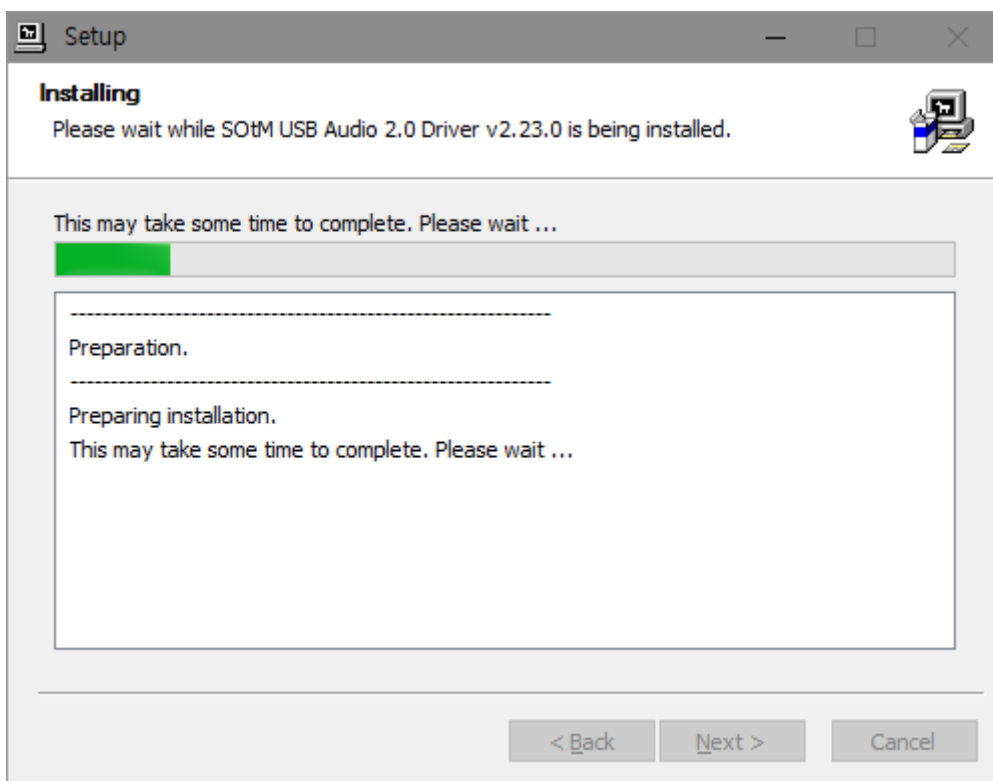 Setup
Installing
Please wait while SOtM USB Audio 2.0 Driver v2.23.0 is being installed.
This may take some time to complete. Please wait ...
------------------------------------------------------------
Preparation.
------------------------------------------------------------
Preparing installation.
This may take some time to complete. Please wait ...
< Back Next > Cancel